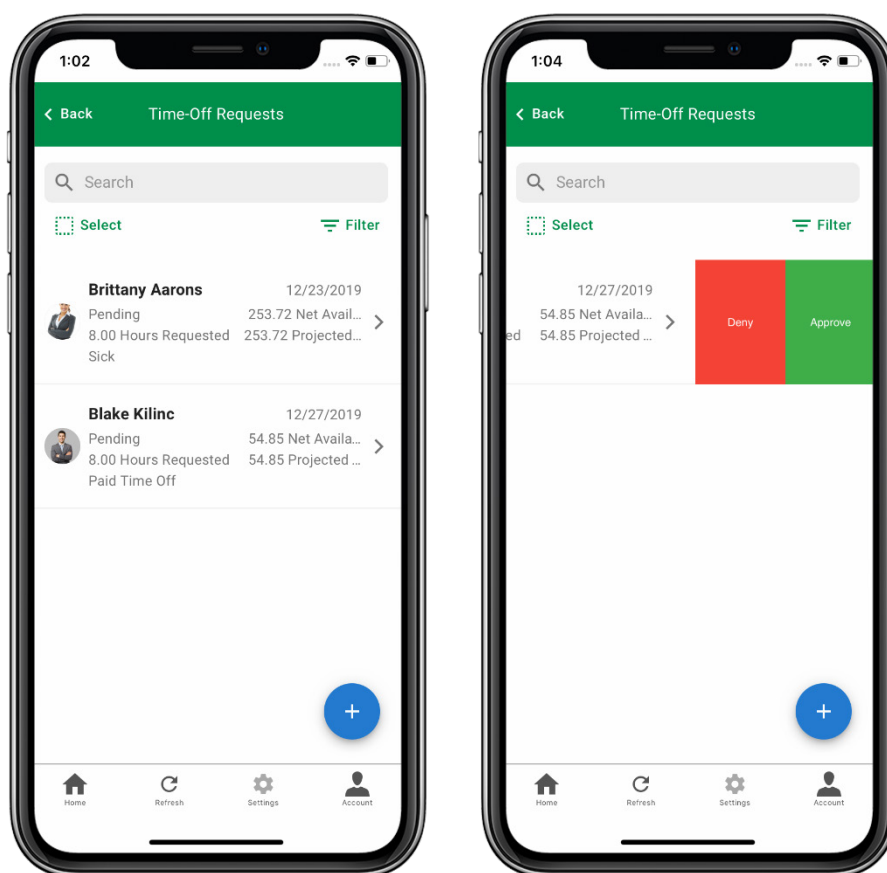 1:02
Back Time-Off Requests
Search
Select Filter
Brittany Aarons 12/23/2019
Pending 253.72 Net Avail...
8.00 Hours Requested 253.72 Projected...
Sick
Blake Kilinc 12/27/2019
Pending 54.85 Net Availa...
8.00 Hours Requested 54.85 Projected ...
Paid Time Off
+
Home Refresh Settings Account
1:04
Back Time-Off Requests
Search
Select Filter
12/27/2019
54.85 Net Availa...
ed 54.85 Projected ...
Deny Approve
+
Home Refresh Settings Account